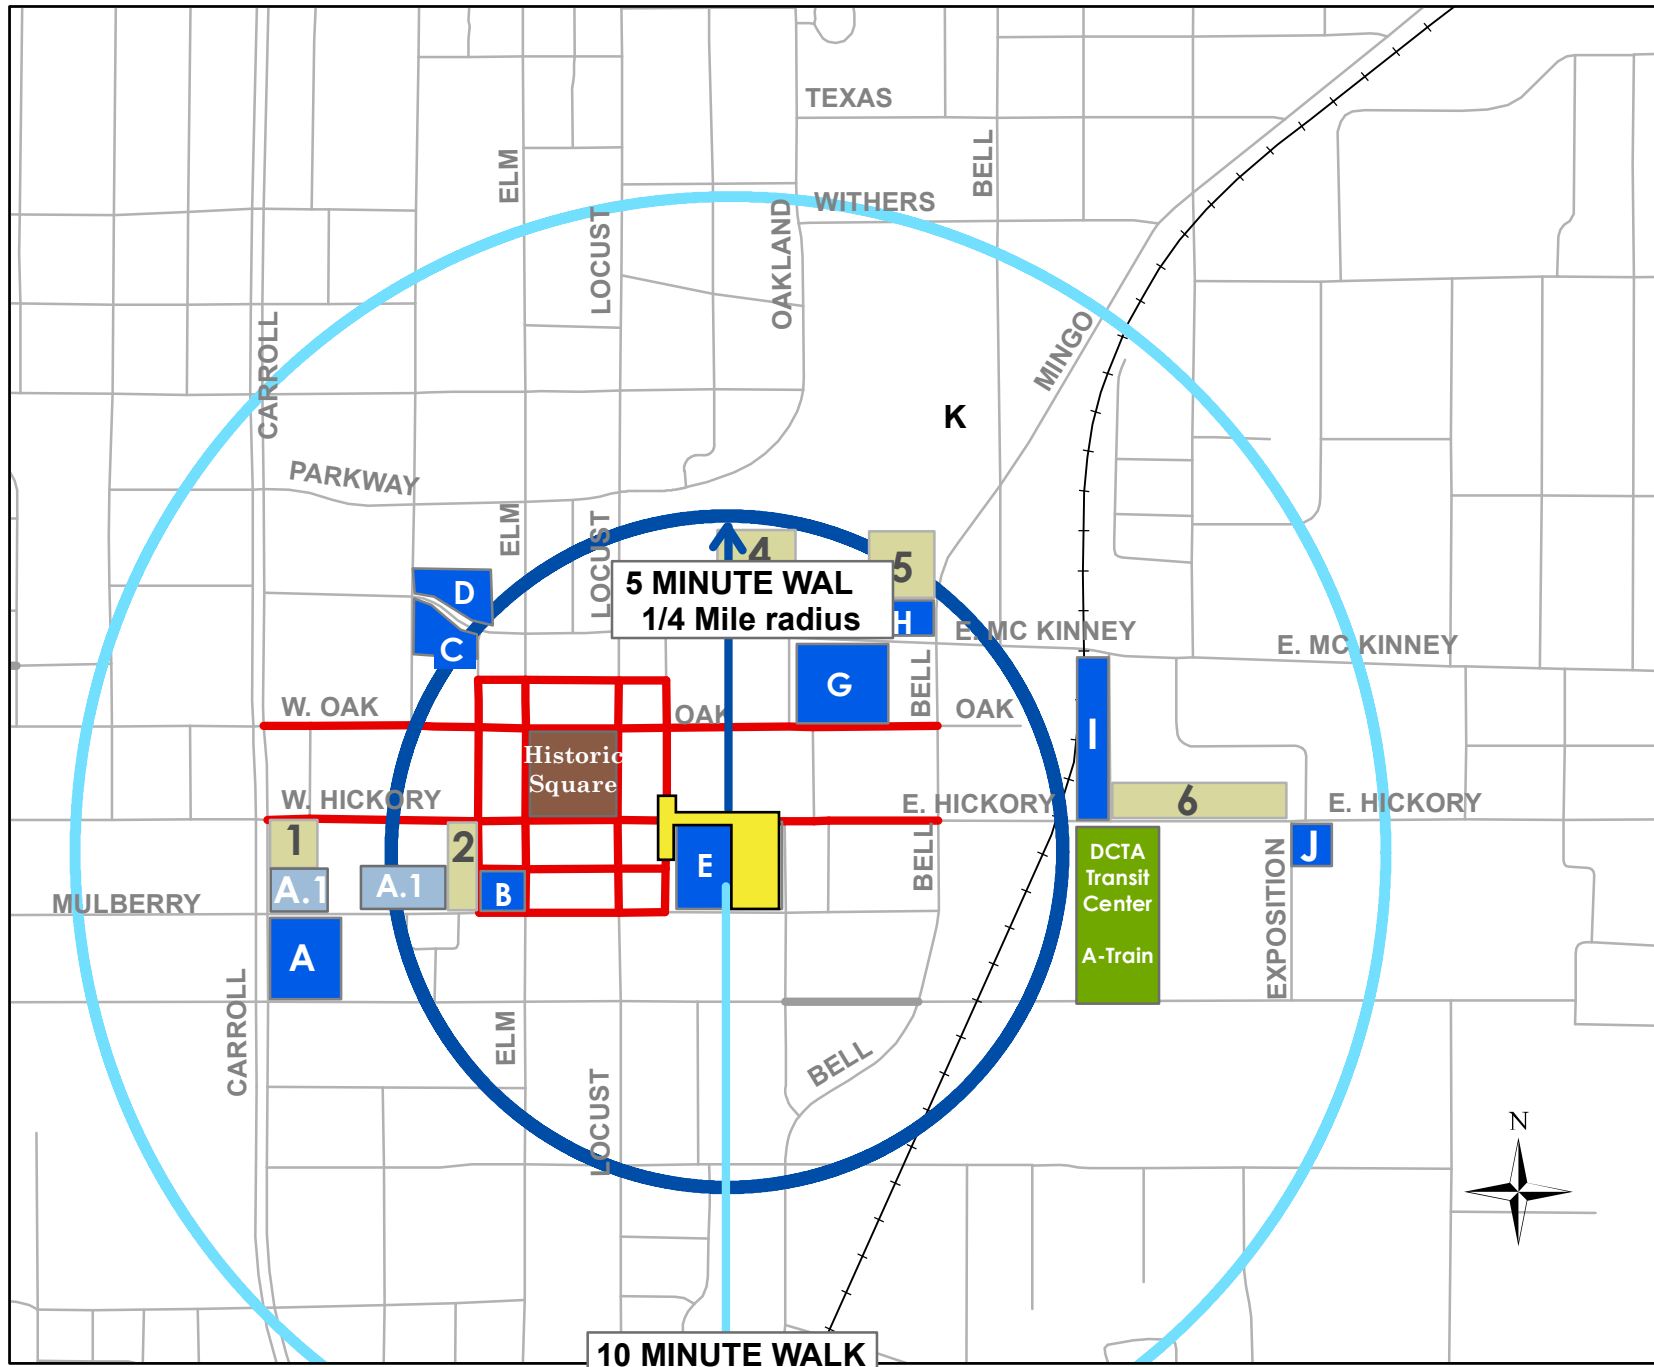 TEXAS
ELM
BELL
WITHERS
LOCUST
OAKLAND
CARROLL
MINGO
K
PARKWAY
ELM
LOCUST
4
5
D
5 MINUTE WAL
1/4 Mile radius
H
E. MC KINNEY
E. MC KINNEY
C
G
BELL
W. OAK
OAK
OAK
I
Historic
Square
W. HICKORY
E. HICKORY
6
E. HICKORY
1
2
E
BELL
DCTA
Transit
Center
A-Train
J
A.1
A.1
B
MULBERRY
A
EXPOSITION
CARROLL
ELM
BELL
LOCUST
N
10 MINUTE WALK